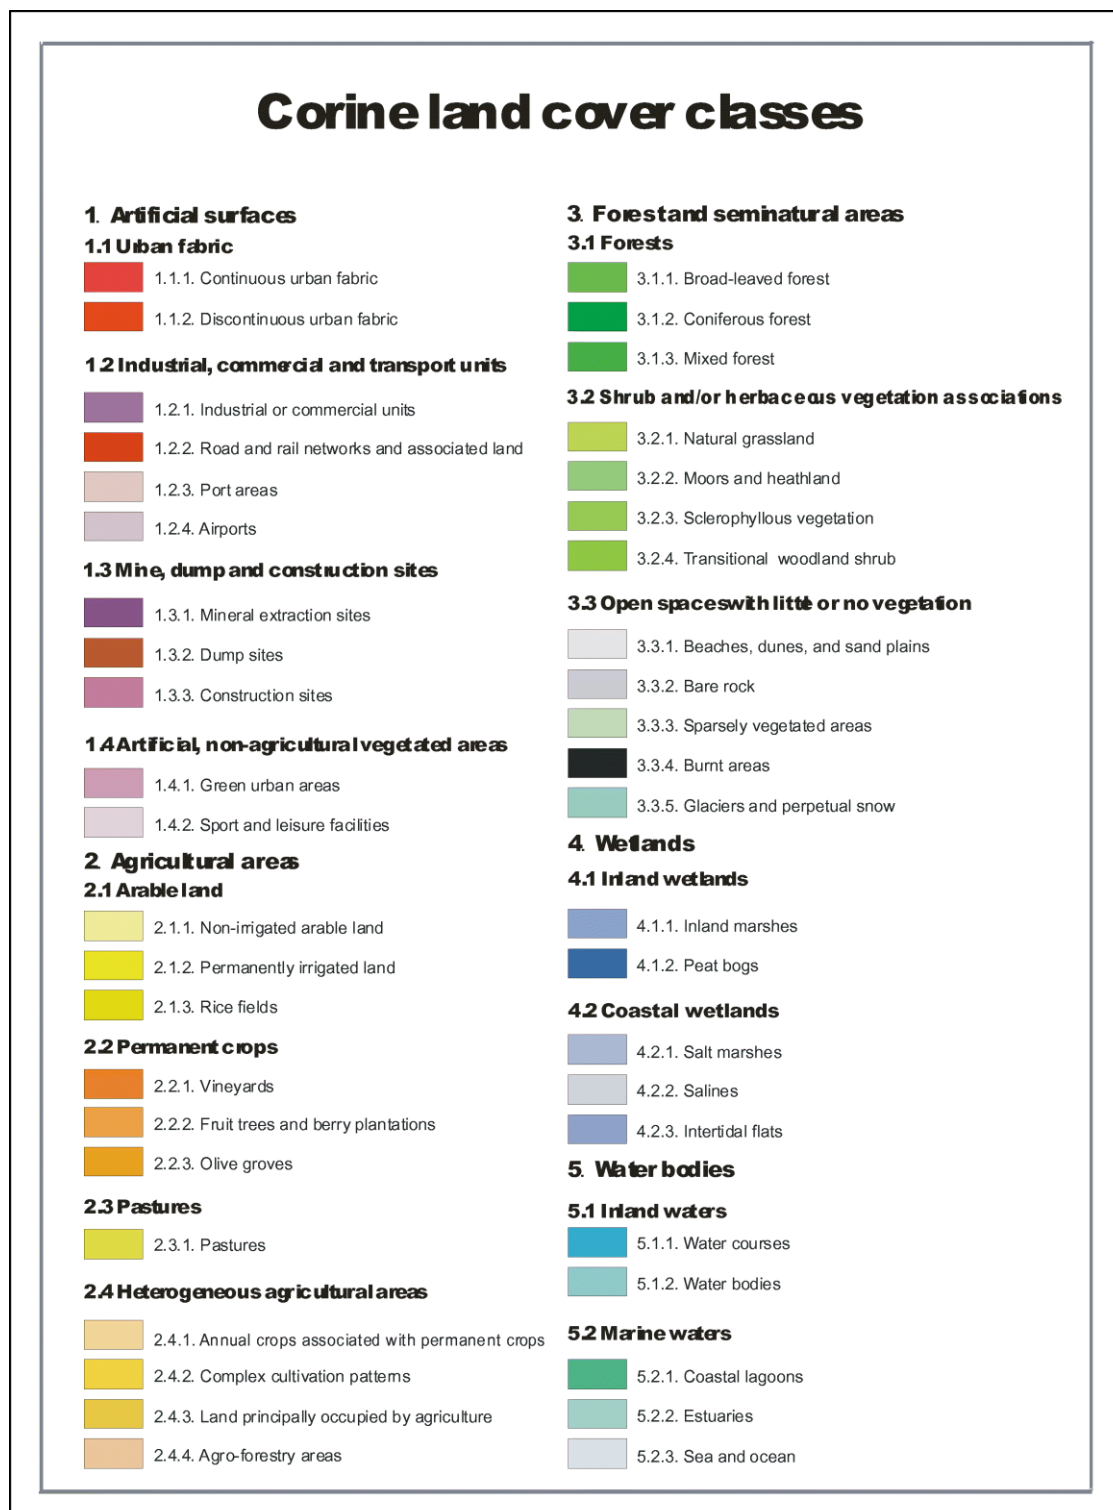 Corine land cover classes
1. Artificial surfaces
1.1 Urban fabric
1.1.1. Continuous urban fabric
1.1.2. Discontinuous urban fabric
1.2 Industrial, commercial and transport units
1.2.1. Industrial or commercial units
1.2.2. Road and rail networks and associated land
1.2.3. Port areas
1.2.4. Airports
1.3 Mine, dump and construction sites
1.3.1. Mineral extraction sites
1.3.2. Dump sites
1.3.3. Construction sites
1.4 Artificial, non-agricultural vegetated areas
1.4.1. Green urban areas
1.4.2. Sport and leisure facilities
2. Agricultural areas
2.1 Arable land
2.1.1. Non-irrigated arable land
2.1.2. Permanently irrigated land
2.1.3. Rice fields
2.2 Permanent crops
2.2.1. Vineyards
2.2.2. Fruit trees and berry plantations
2.2.3. Olive groves
2.3 Pastures
2.3.1. Pastures
2.4 Heterogeneous agricultural areas
2.4.1. Annual crops associated with permanent crops
2.4.2. Complex cultivation patterns
2.4.3. Land principally occupied by agriculture
2.4.4. Agro-forestry areas
3. Forest and seminatural areas
3.1 Forests
3.1.1. Broad-leaved forest
3.1.2. Coniferous forest
3.1.3. Mixed forest
3.2 Shrub and/or herbaceous vegetation associations
3.2.1. Natural grassland
3.2.2. Moors and heathland
3.2.3. Sclerophyllous vegetation
3.2.4. Transitional woodland shrub
3.3 Open spaces with little or no vegetation
3.3.1. Beaches, dunes, and sand plains
3.3.2. Bare rock
3.3.3. Sparsely vegetated areas
3.3.4. Burnt areas
3.3.5. Glaciers and perpetual snow
4. Wetlands
4.1 Inland wetlands
4.1.1. Inland marshes
4.1.2. Peat bogs
4.2 Coastal wetlands
4.2.1. Salt marshes
4.2.2. Salines
4.2.3. Intertidal flats
5. Water bodies
5.1 Inland waters
5.1.1. Water courses
5.1.2. Water bodies
5.2 Marine waters
5.2.1. Coastal lagoons
5.2.2. Estuaries
5.2.3. Sea and ocean